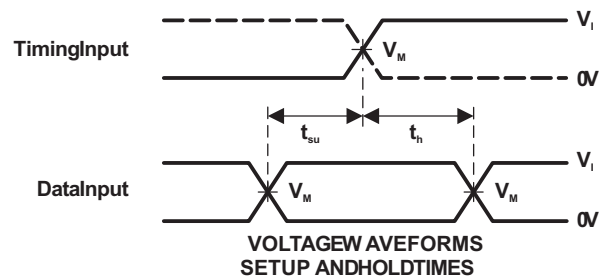 V_I
TimingInput
V_M
0V
t_su
t_h
V_I
DataInput
V_M
V_M
0V
VOLTAGEW AVEFORMS
SETUP ANDHOLDTIMES